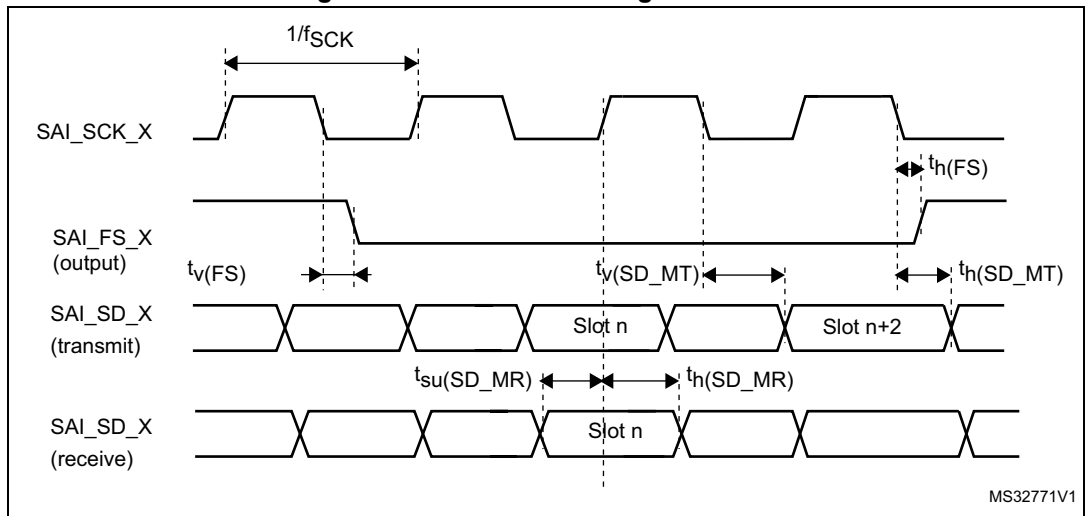 1/fSCK
SAI_SCK_X
th(FS)
SAI_FS_X
(output)
tv(FS)
tv(SD_MT)
th(SD_MT)
SAI_SD_X
(transmit)
Slot n
Slot n+2
tsu(SD_MR)
th(SD_MR)
SAI_SD_X
(receive)
Slot n
MS32771V1